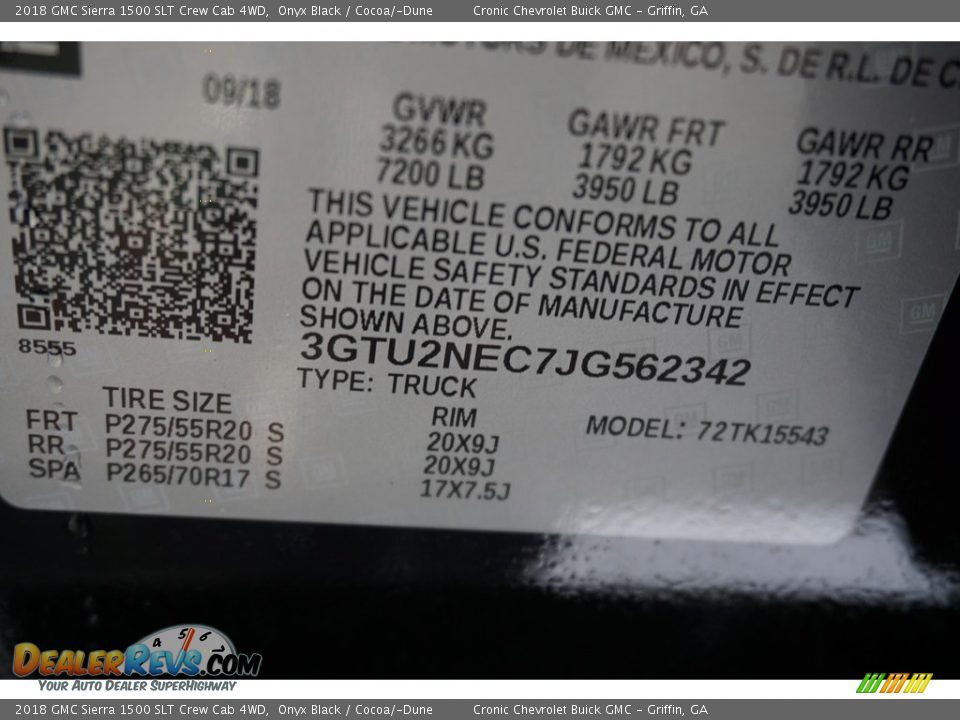 2018 GMC Sierra 1500 SLT Crew Cab 4WD, Onyx Black / Cocoa/­–Dune Cronic Chevrolet Buick GMC – Griffin, GA
MOTORS DE MEXICO, S. DE R.L. DE C.
09/18
GVWR
3266 KG
7200 LB
GAWR FRT
1792 KG
3950 LB
GAWR RR
1792 KG
3950 LB
THIS VEHICLE CONFORMS TO ALL
APPLICABLE U.S. FEDERAL MOTOR
VEHICLE SAFETY STANDARDS IN EFFECT
ON THE DATE OF MANUFACTURE
SHOWN ABOVE.
8555
3GTU2NEC7JG562342
TYPE: TRUCK
TIRE SIZE RIM MODEL: 72TK15543
FRT P275/55R20 S 20X9J
RR P275/55R20 S 20X9J
SPA P265/70R17 S 17X7.5J
GM
4 5 6
DealerRevs.com
Your Auto Dealer SuperHighway
2018 GMC Sierra 1500 SLT Crew Cab 4WD, Onyx Black / Cocoa/–Dune Cronic Chevrolet Buick GMC – Griffin, GA